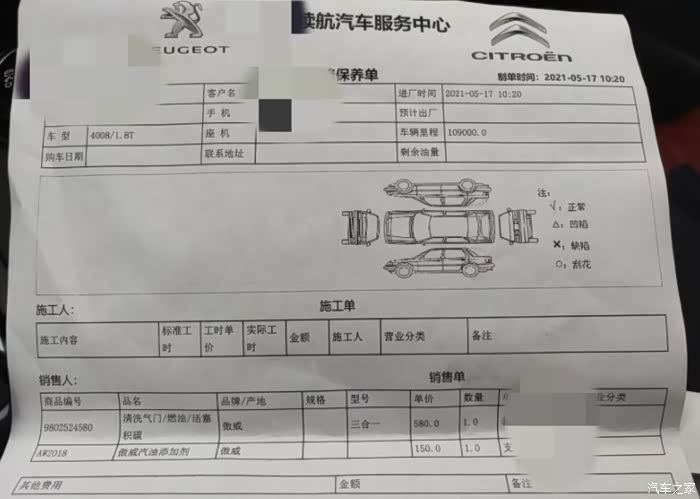 续航汽车服务中心
EUGEOT
CITROËN
保养单
制单时间: 2021-05-17 10:20
客户名 进厂时间 2021-05-17 10:20
手 机 预计出厂
车 型 4008/1.8T 座 机 车辆里程 109000.0
购车日期 联系地址 剩余油量
注:
√: 正常
△: 凹陷
×: 缺陷
○: 刮花
施工人: 施工单
施工内容 标准工时 工时单价 实际工时 金额 施工人 营业分类 备注
销售人: 销售单
商品编号 品名 品牌/产地 规格 型号 单价 数量 业分类
9802524580 清洗气门/燃油/活塞积碳 傲威 三合一 580.0 1.0
AW2018 傲威汽油添加剂 傲威 150.0 1.0 支
其他费用 金额 备注
汽车之家